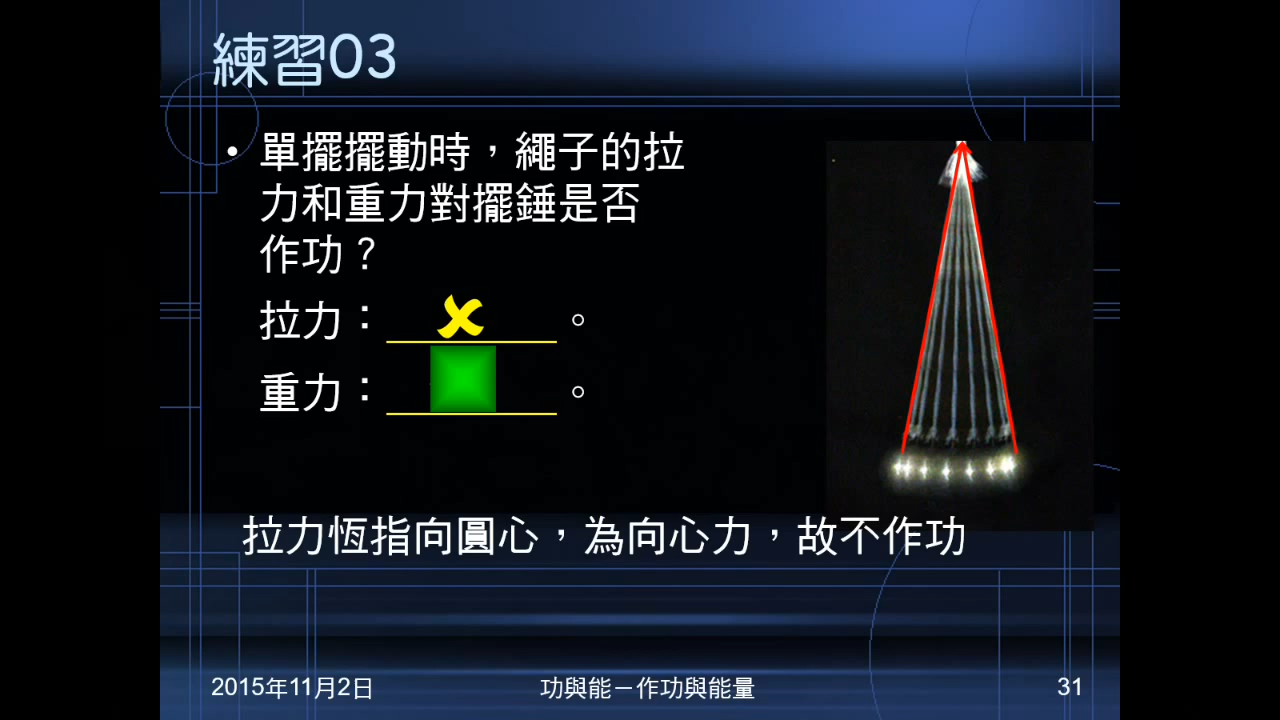 練習03
• 單擺擺動時，繩子的拉
力和重力對擺錘是否
作功？
拉力：＿＿＿＿。
重力：＿＿＿＿。
拉力恆指向圓心，為向心力，故不作功
2015年11月2日
功與能－作功與能量
31